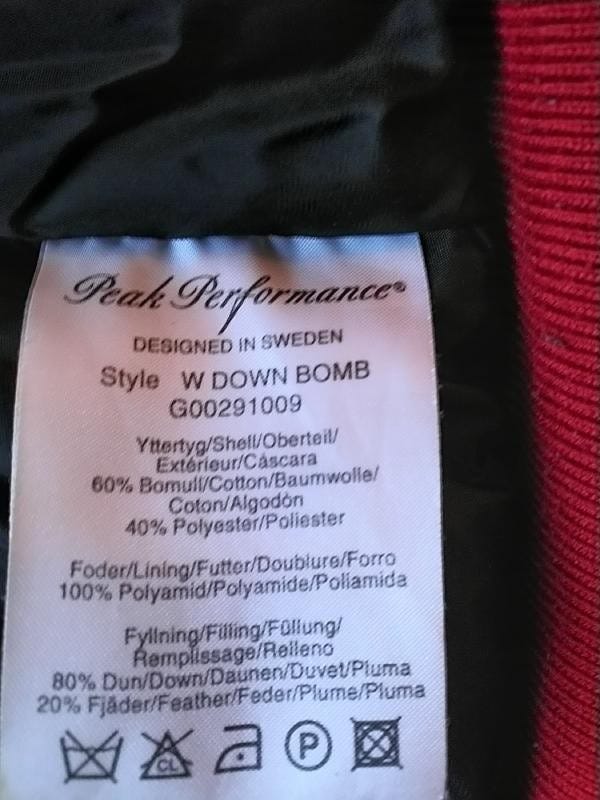 Peak Performance®
DESIGNED IN SWEDEN
Style W DOWN BOMB
G00291009
Yttertyg/Shell/Oberteil/
Extérieur/Cáscara
60% Bomull/Cotton/Baumwolle/
Coton/Algodòn
40% Polyester/Poliester
Foder/Lining/Futter/Doublure/Forro
100% Polyamid/Polyamide/Poliamida
Fyllning/Filling/Füllung/
Remplissage/Relleno
80% Dun/Down/Daunen/Duvet/Pluma
20% Fjäder/Feather/Feder/Plume/Pluma
CL P